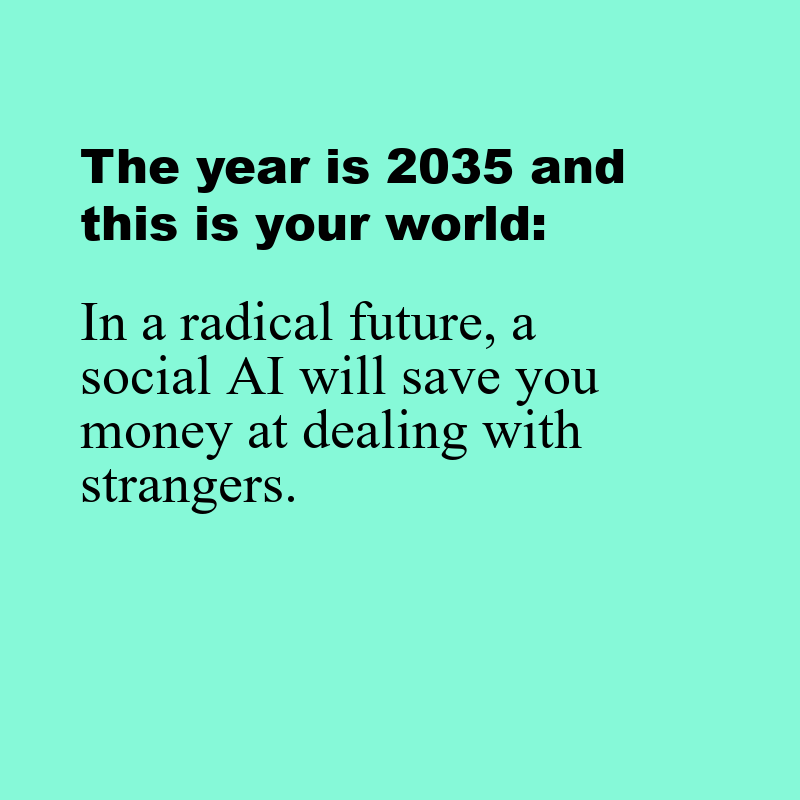 The year is 2035 and
this is your world:
In a radical future, a
social AI will save you
money at dealing with
strangers.